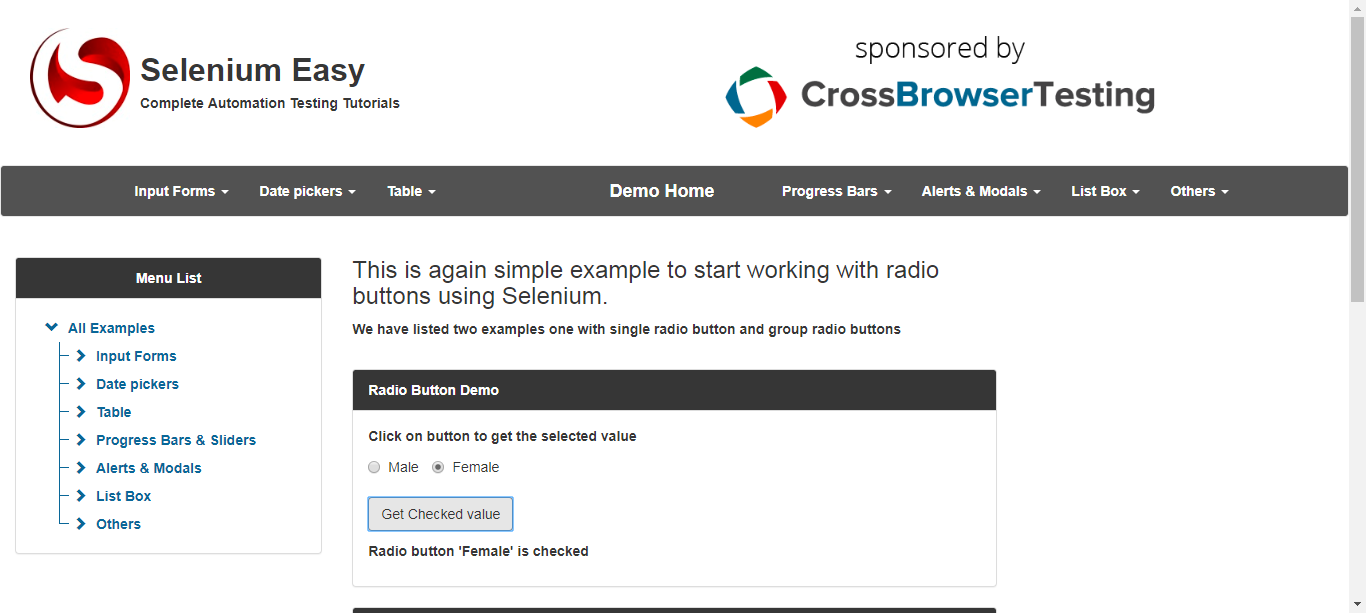 Selenium Easy
Complete Automation Testing Tutorials
sponsored by
CrossBrowserTesting
Input Forms Date pickers Table Demo Home Progress Bars Alerts & Modals List Box Others
Menu List
All Examples
Input Forms
Date pickers
Table
Progress Bars & Sliders
Alerts & Modals
List Box
Others
This is again simple example to start working with radio
buttons using Selenium.
We have listed two examples one with single radio button and group radio buttons
Radio Button Demo
Click on button to get the selected value
Male Female
Get Checked value
Radio button 'Female' is checked